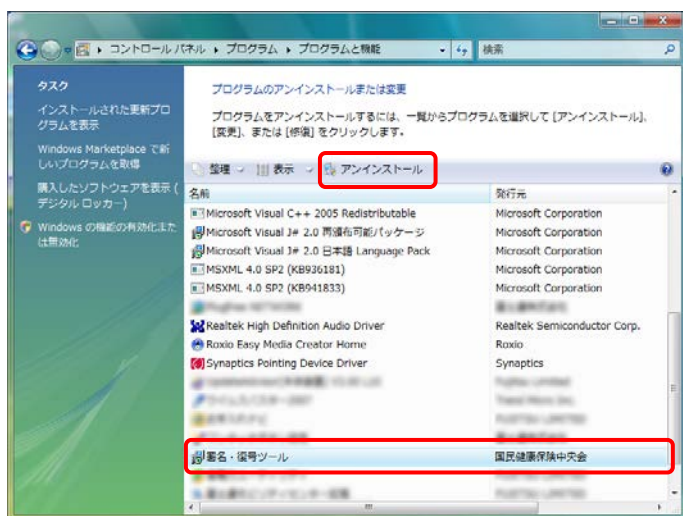 コントロール パネル ▸ プログラム ▸ プログラムと機能
検索
タスク
インストールされた更新プロ
グラムを表示
Windows Marketplace で新
しいプログラムを取得
購入したソフトウェアを表示 (
デジタル ロッカー)
Windows の機能の有効化また
は無効化
プログラムのアンインストールまたは変更
プログラムをアンインストールするには、一覧からプログラムを選択して [アンインストール]、
[変更]、または [修復] をクリックします。
整理 表示 アンインストール
名前 発行元
Microsoft Visual C++ 2005 Redistributable Microsoft Corporation
Microsoft Visual J# 2.0 再頒布可能パッケージ Microsoft Corporation
Microsoft Visual J# 2.0 日本語 Language Pack Microsoft Corporation
MSXML 4.0 SP2 (KB936181) Microsoft Corporation
MSXML 4.0 SP2 (KB941833) Microsoft Corporation
Realtek High Definition Audio Driver Realtek Semiconductor Corp.
Roxio Easy Media Creator Home Roxio
Synaptics Pointing Device Driver Synaptics
署名・復号ツール 国民健康保険中央会